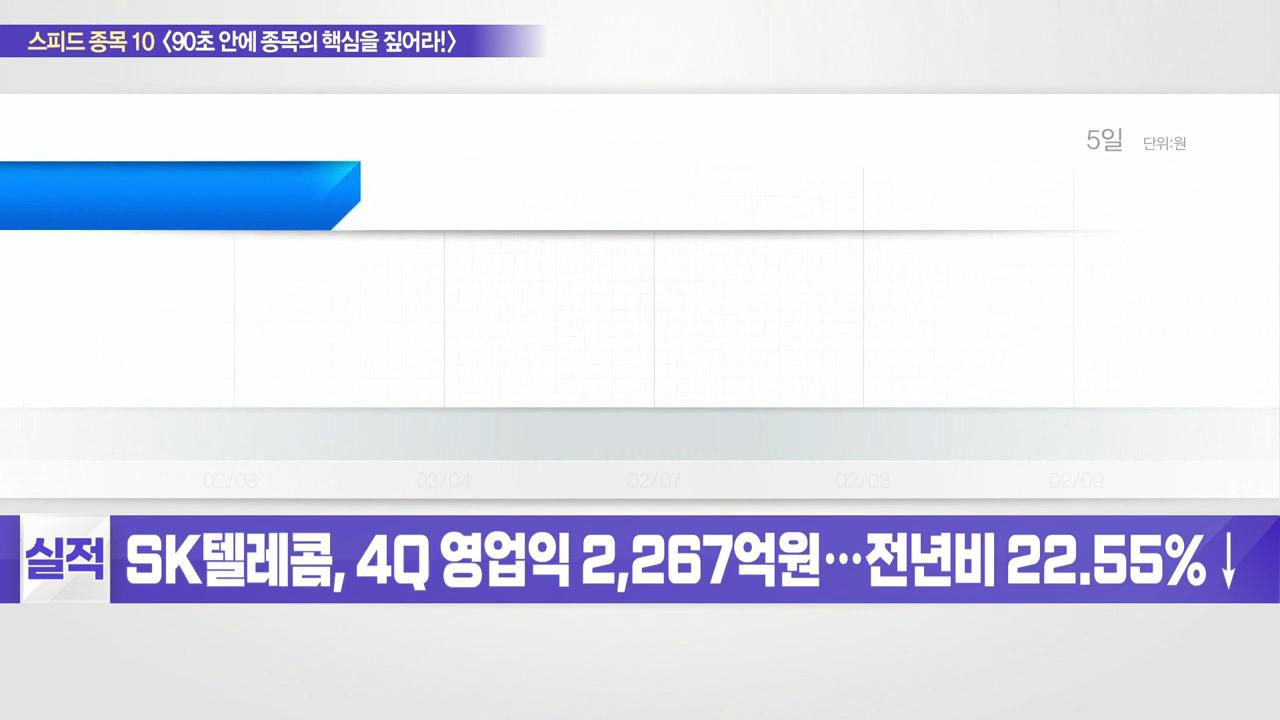 스피드 종목 10 <90초 안에 종목의 핵심을 짚어라!>
5일 단위:원
02/03 02/04 02/07 02/08 02/09
실적 SK텔레콤, 4Q 영업익 2,267억원…전년비 22.55%↓